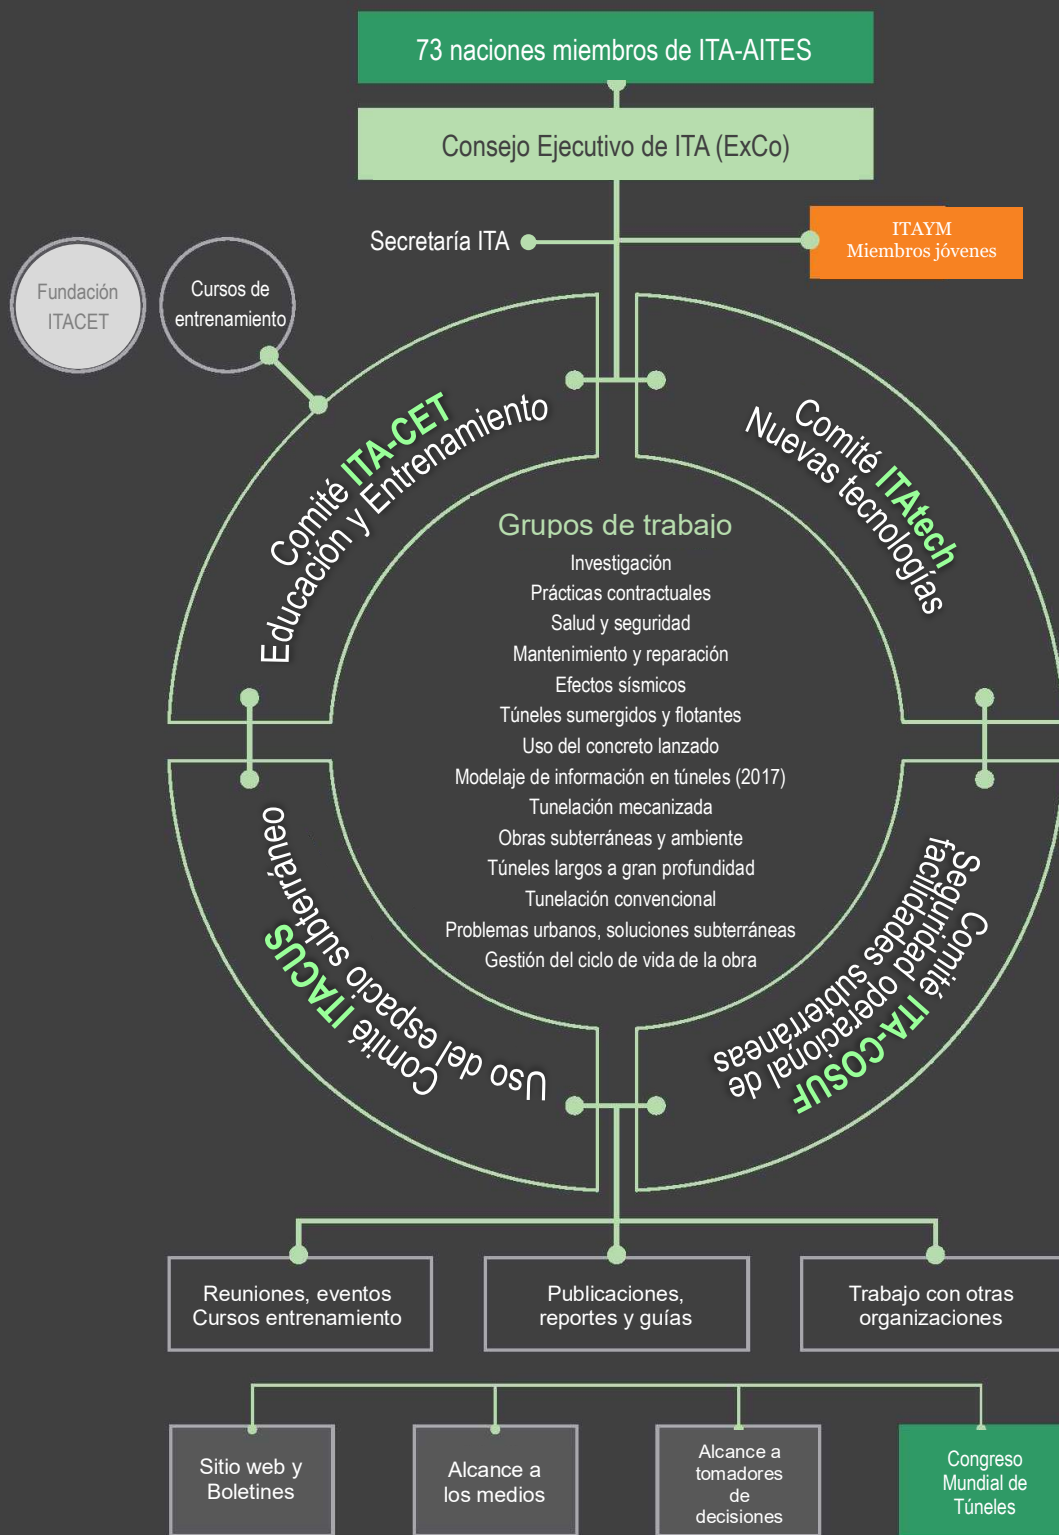 73 naciones miembros de ITA-AITES
Consejo Ejecutivo de ITA (ExCo)
Secretaría ITA
ITAYM
Miembros jóvenes
Fundación
ITACET
Cursos de
entrenamiento
Comité ITA-CET
Educación y Entrenamiento
Comité ITAtech
Nuevas tecnologías
Grupos de trabajo
Investigación
Prácticas contractuales
Salud y seguridad
Mantenimiento y reparación
Efectos sísmicos
Túneles sumergidos y flotantes
Uso del concreto lanzado
Modelaje de información en túneles (2017)
Tunelación mecanizada
Obras subterráneas y ambiente
Túneles largos a gran profundidad
Tunelación convencional
Problemas urbanos, soluciones subterráneas
Gestión del ciclo de vida de la obra
Comité ITACUS
Uso del espacio subterráneo
Comité ITA-COSUF
Seguridad operacional de
facilidades subterráneas
Reuniones, eventos
Cursos entrenamiento
Publicaciones,
reportes y guías
Trabajo con otras
organizaciones
Sitio web y
Boletines
Alcance a
los medios
Alcance a
tomadores
de
decisiones
Congreso
Mundial de
Túneles